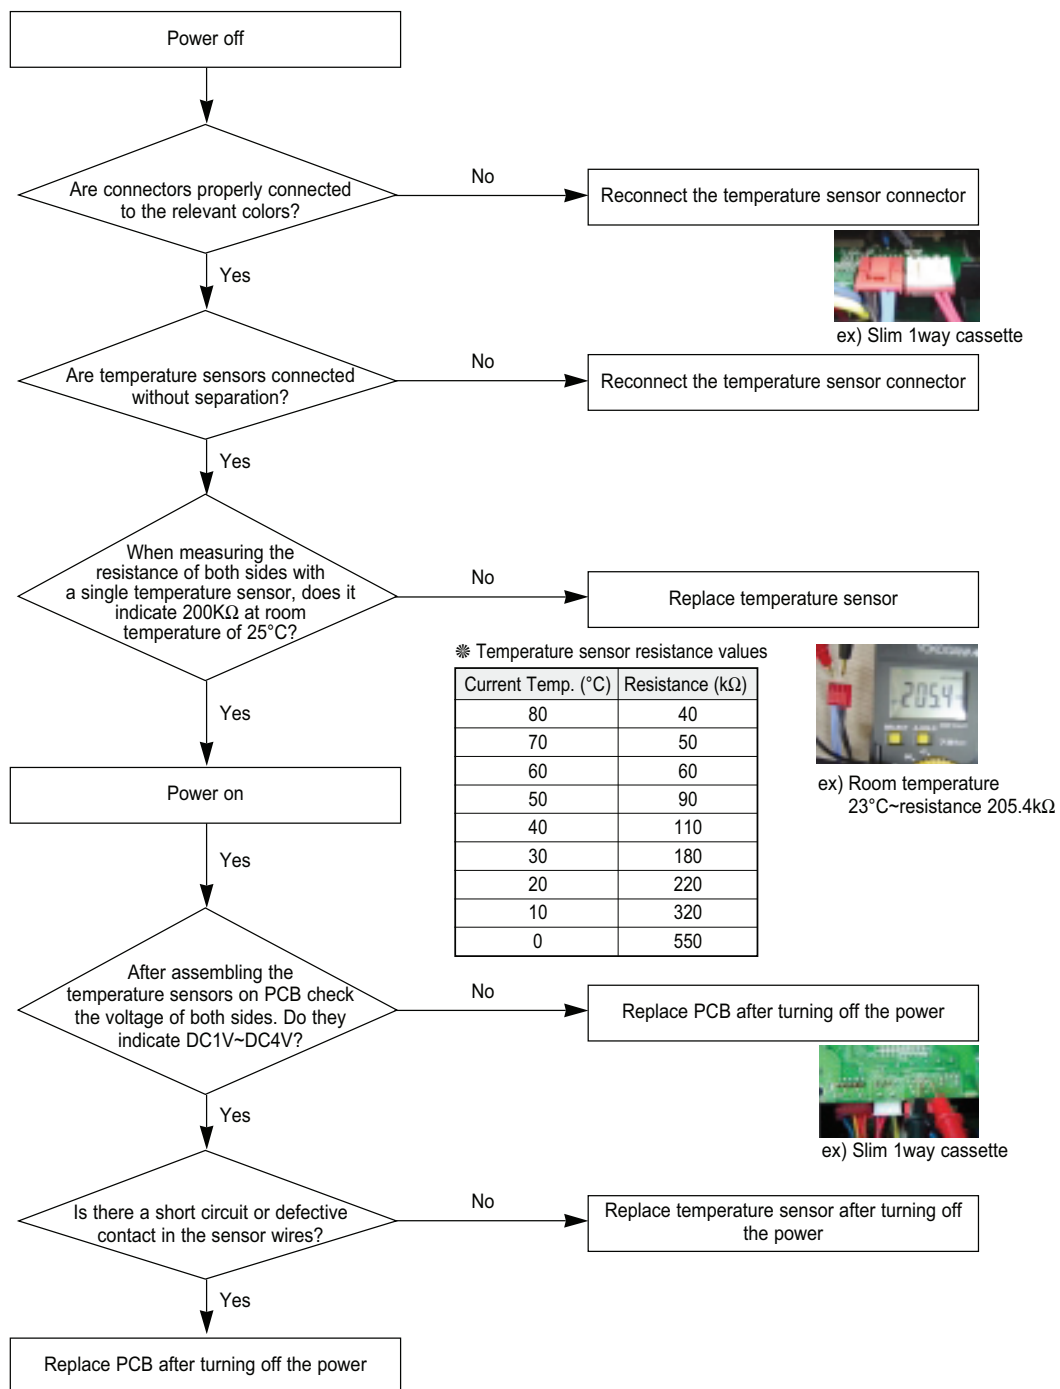 Power off
Are connectors properly connected
to the relevant colors?
No
Reconnect the temperature sensor connector
ex) Slim 1way cassette
Yes
Are temperature sensors connected
without separation?
No
Reconnect the temperature sensor connector
Yes
When measuring the
resistance of both sides with
a single temperature sensor, does it
indicate 200KΩ at room
temperature of 25°C?
No
Replace temperature sensor
❊ Temperature sensor resistance values
Current Temp. (°C) Resistance (kΩ)
80 40
70 50
60 60
50 90
40 110
30 180
20 220
10 320
0 550
205.4
ex) Room temperature
23°C~resistance 205.4kΩ
Yes
Power on
Yes
After assembling the
temperature sensors on PCB check
the voltage of both sides. Do they
indicate DC1V~DC4V?
No
Replace PCB after turning off the power
ex) Slim 1way cassette
Yes
Is there a short circuit or defective
contact in the sensor wires?
No
Replace temperature sensor after turning off
the power
Yes
Replace PCB after turning off the power